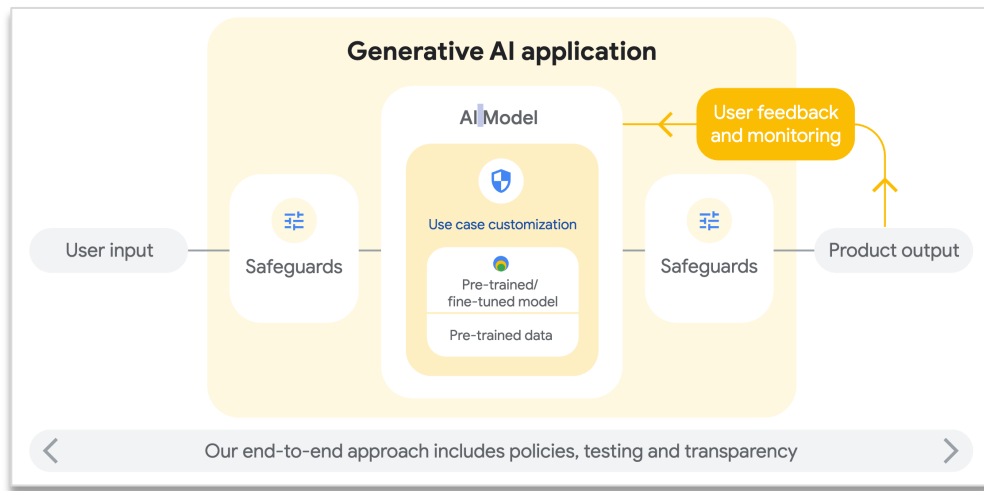 Generative AI application
AI Model
User feedback
and monitoring
Use case customization
User input
Safeguards
Pre-trained/
fine-tuned model
Pre-trained data
Safeguards
Product output
Our end-to-end approach includes policies, testing and transparency